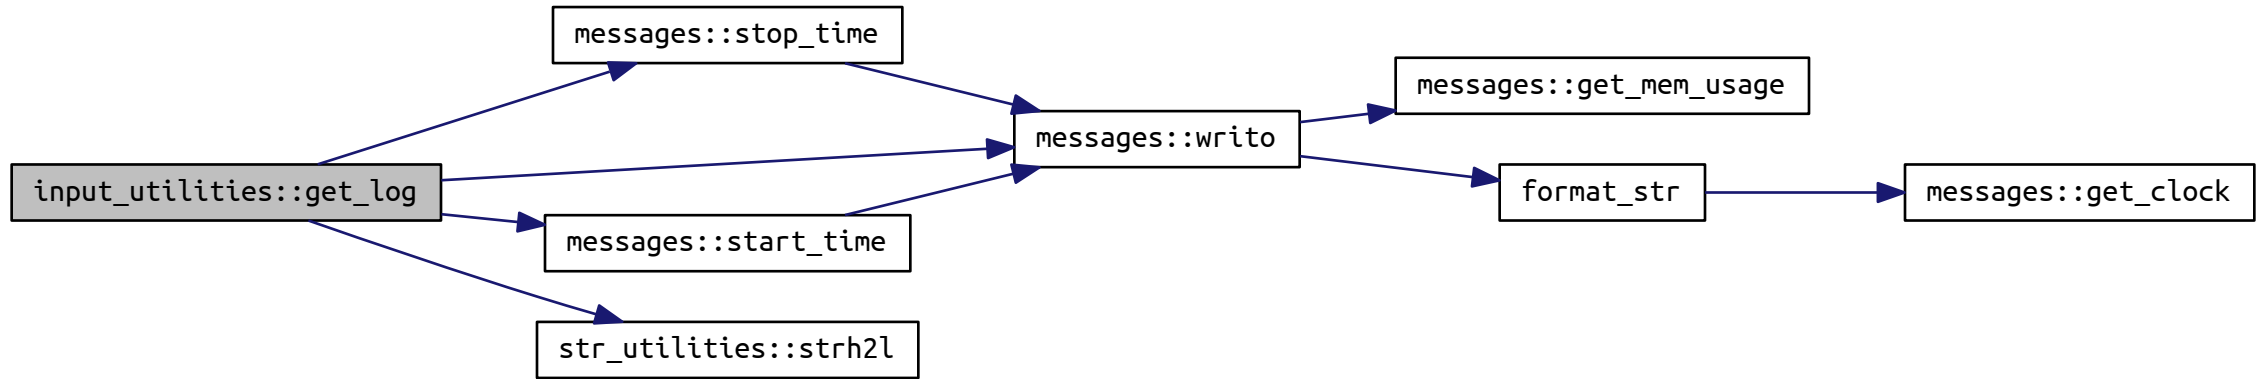 messages::stop_time
messages::get_mem_usage
messages::writo
input_utilities::get_log
format_str
messages::get_clock
messages::start_time
str_utilities::strh2l